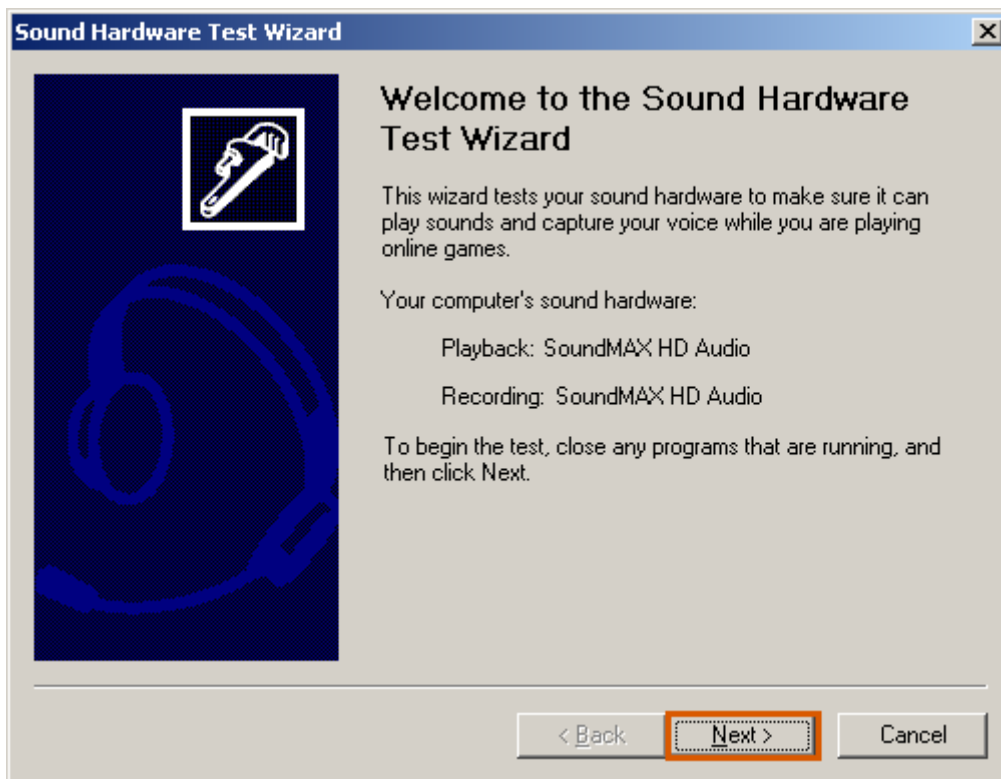 Sound Hardware Test Wizard
Welcome to the Sound Hardware
Test Wizard
This wizard tests your sound hardware to make sure it can
play sounds and capture your voice while you are playing
online games.
Your computer's sound hardware:
Playback: SoundMAX HD Audio
Recording: SoundMAX HD Audio
To begin the test, close any programs that are running, and
then click Next.
< Back
Next >
Cancel